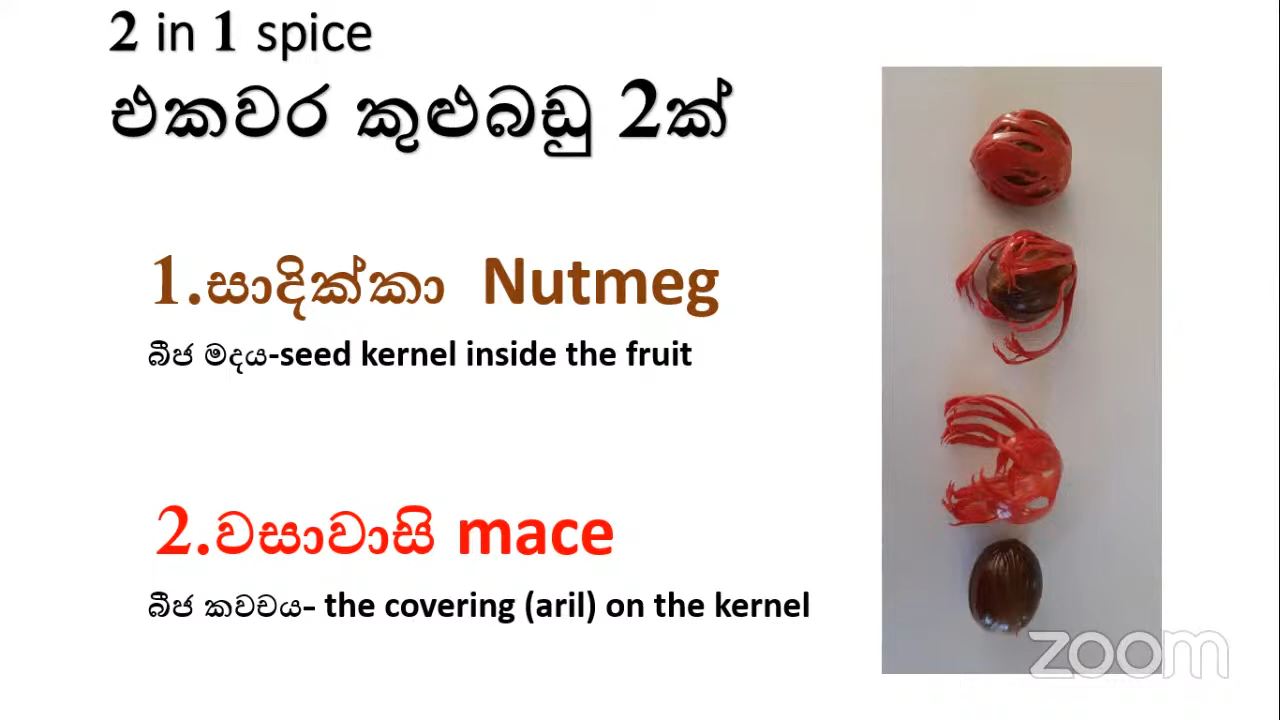 2 in 1 spice
එකවර කුළුබඩු 2ක්
1.සාදික්කා Nutmeg
බීජ මදය-seed kernel inside the fruit
2.වසාවාසි mace
බීජ කවචය- the covering (aril) on the kernel
zoom